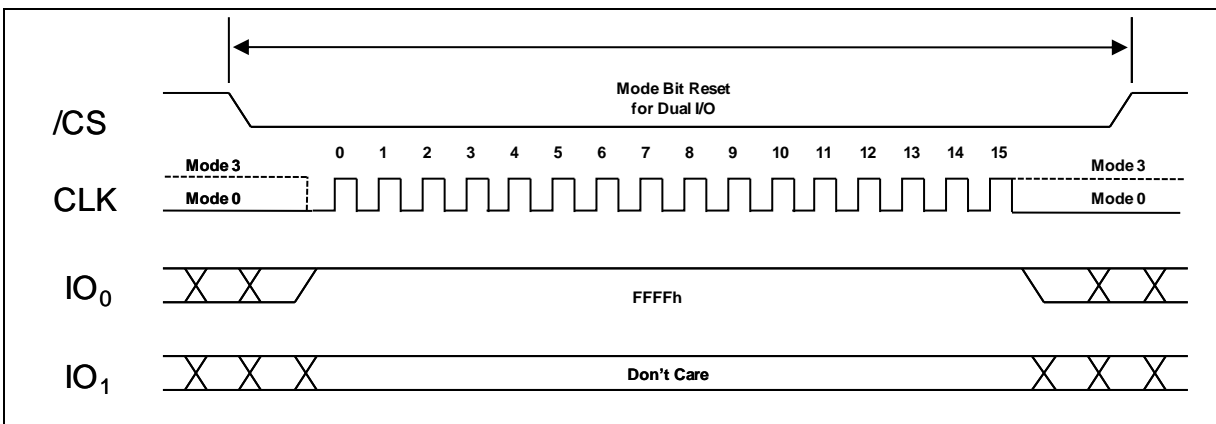 Mode Bit Reset
for Dual I/O
/CS
0 1 2 3 4 5 6 7 8 9 10 11 12 13 14 15
Mode 3 Mode 3
CLK Mode 0 Mode 0
IO0 FFFFh
IO1 Don't Care